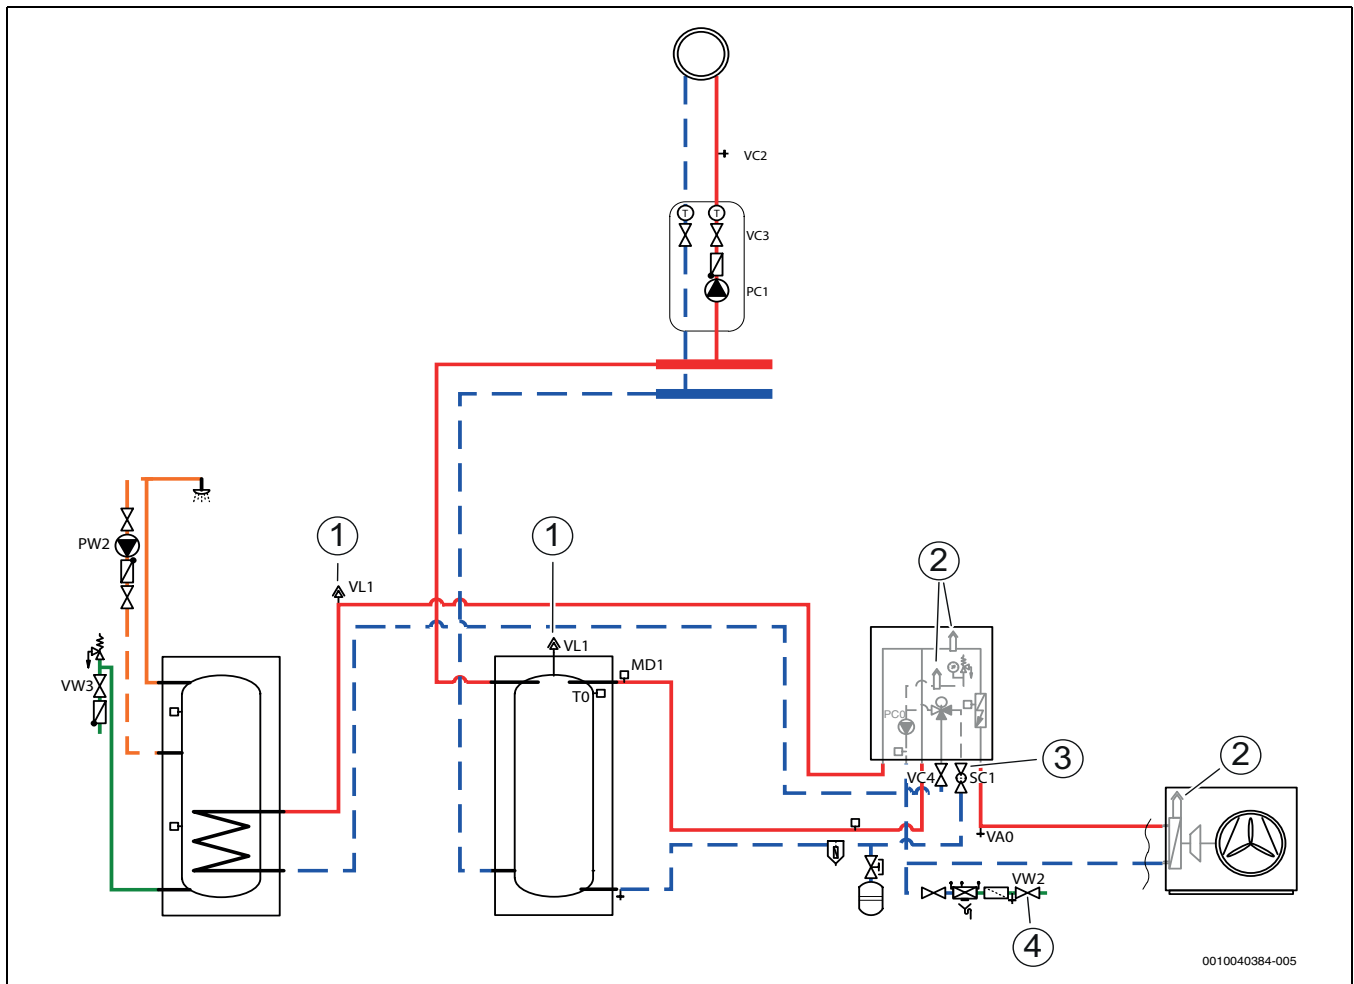 VC2
T T
VC3
PC1
PW2
1 1
2
VL1
VL1
MD1
T0
VW3
PC0
3
2
VC4 SC1
VA0
VW2
4
0010040384-005